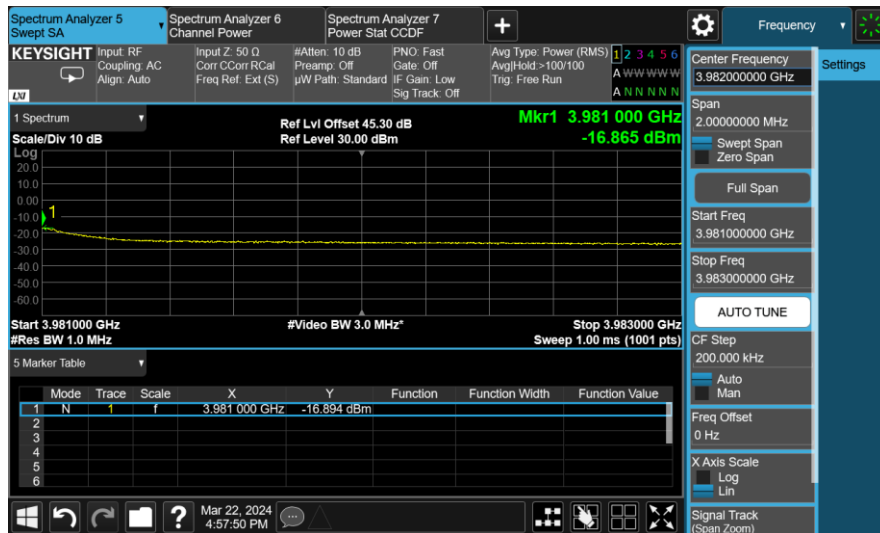 Spectrum Analyzer 5
Swept SA
Spectrum Analyzer 6
Channel Power
Spectrum Analyzer 7
Power Stat CCDF
Frequency
KEYSIGHT
LXI
Input: RF
Coupling: AC
Align: Auto
Input Z: 50 Ω
Corr CCorr RCal
Freq Ref: Ext (S)
#Atten: 10 dB
Preamp: Off
µW Path: Standard
PNO: Fast
Gate: Off
IF Gain: Low
Sig Track: Off
Avg Type: Power (RMS)
Avg|Hold:>100/100
Trig: Free Run
1 2 3 4 5 6
A W W W W W
A N N N N N
Center Frequency
3.982000000 GHz
Settings
Span
2.00000000 MHz
Swept Span
Zero Span
Full Span
Start Freq
3.981000000 GHz
Stop Freq
3.983000000 GHz
AUTO TUNE
CF Step
200.000 kHz
Auto
Man
Freq Offset
0 Hz
X Axis Scale
Log
Lin
Signal Track
(Span Zoom)
1 Spectrum
Scale/Div 10 dB
Ref Lvl Offset 45.30 dB
Ref Level 30.00 dBm
Mkr1 3.981 000 GHz
-16.865 dBm
Log
20.0
10.0
0.00
-10.0
-20.0
-30.0
-40.0
-50.0
-60.0
1
Start 3.981000 GHz
#Res BW 1.0 MHz
#Video BW 3.0 MHz*
Stop 3.983000 GHz
Sweep 1.00 ms (1001 pts)
5 Marker Table
Mode Trace Scale X Y Function Function Width Function Value
1 N 1 f 3.981 000 GHz -16.894 dBm
2
3
4
5
6
?
Mar 22, 2024
4:57:50 PM